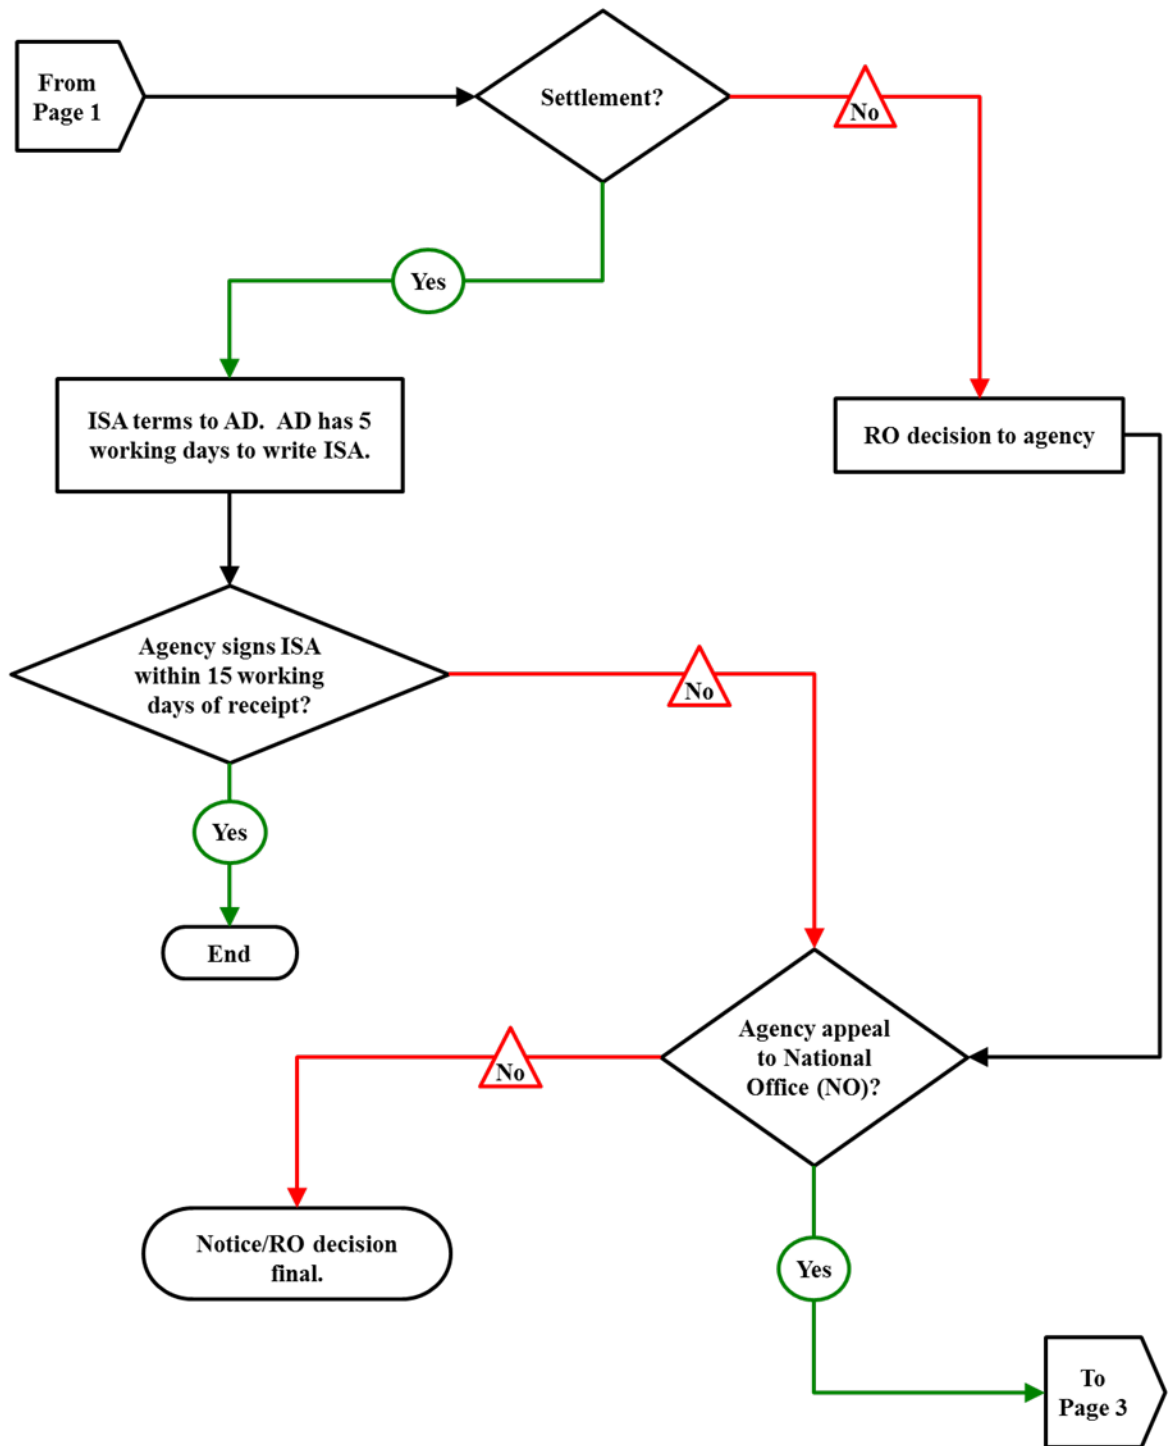 From
Page 1
Settlement?
No
Yes
ISA terms to AD.  AD has 5
working days to write ISA.
RO decision to agency
Agency signs ISA
within 15 working
days of receipt?
No
Yes
End
Agency appeal
to National
Office (NO)?
No
Notice/RO decision
final.
Yes
To
Page 3